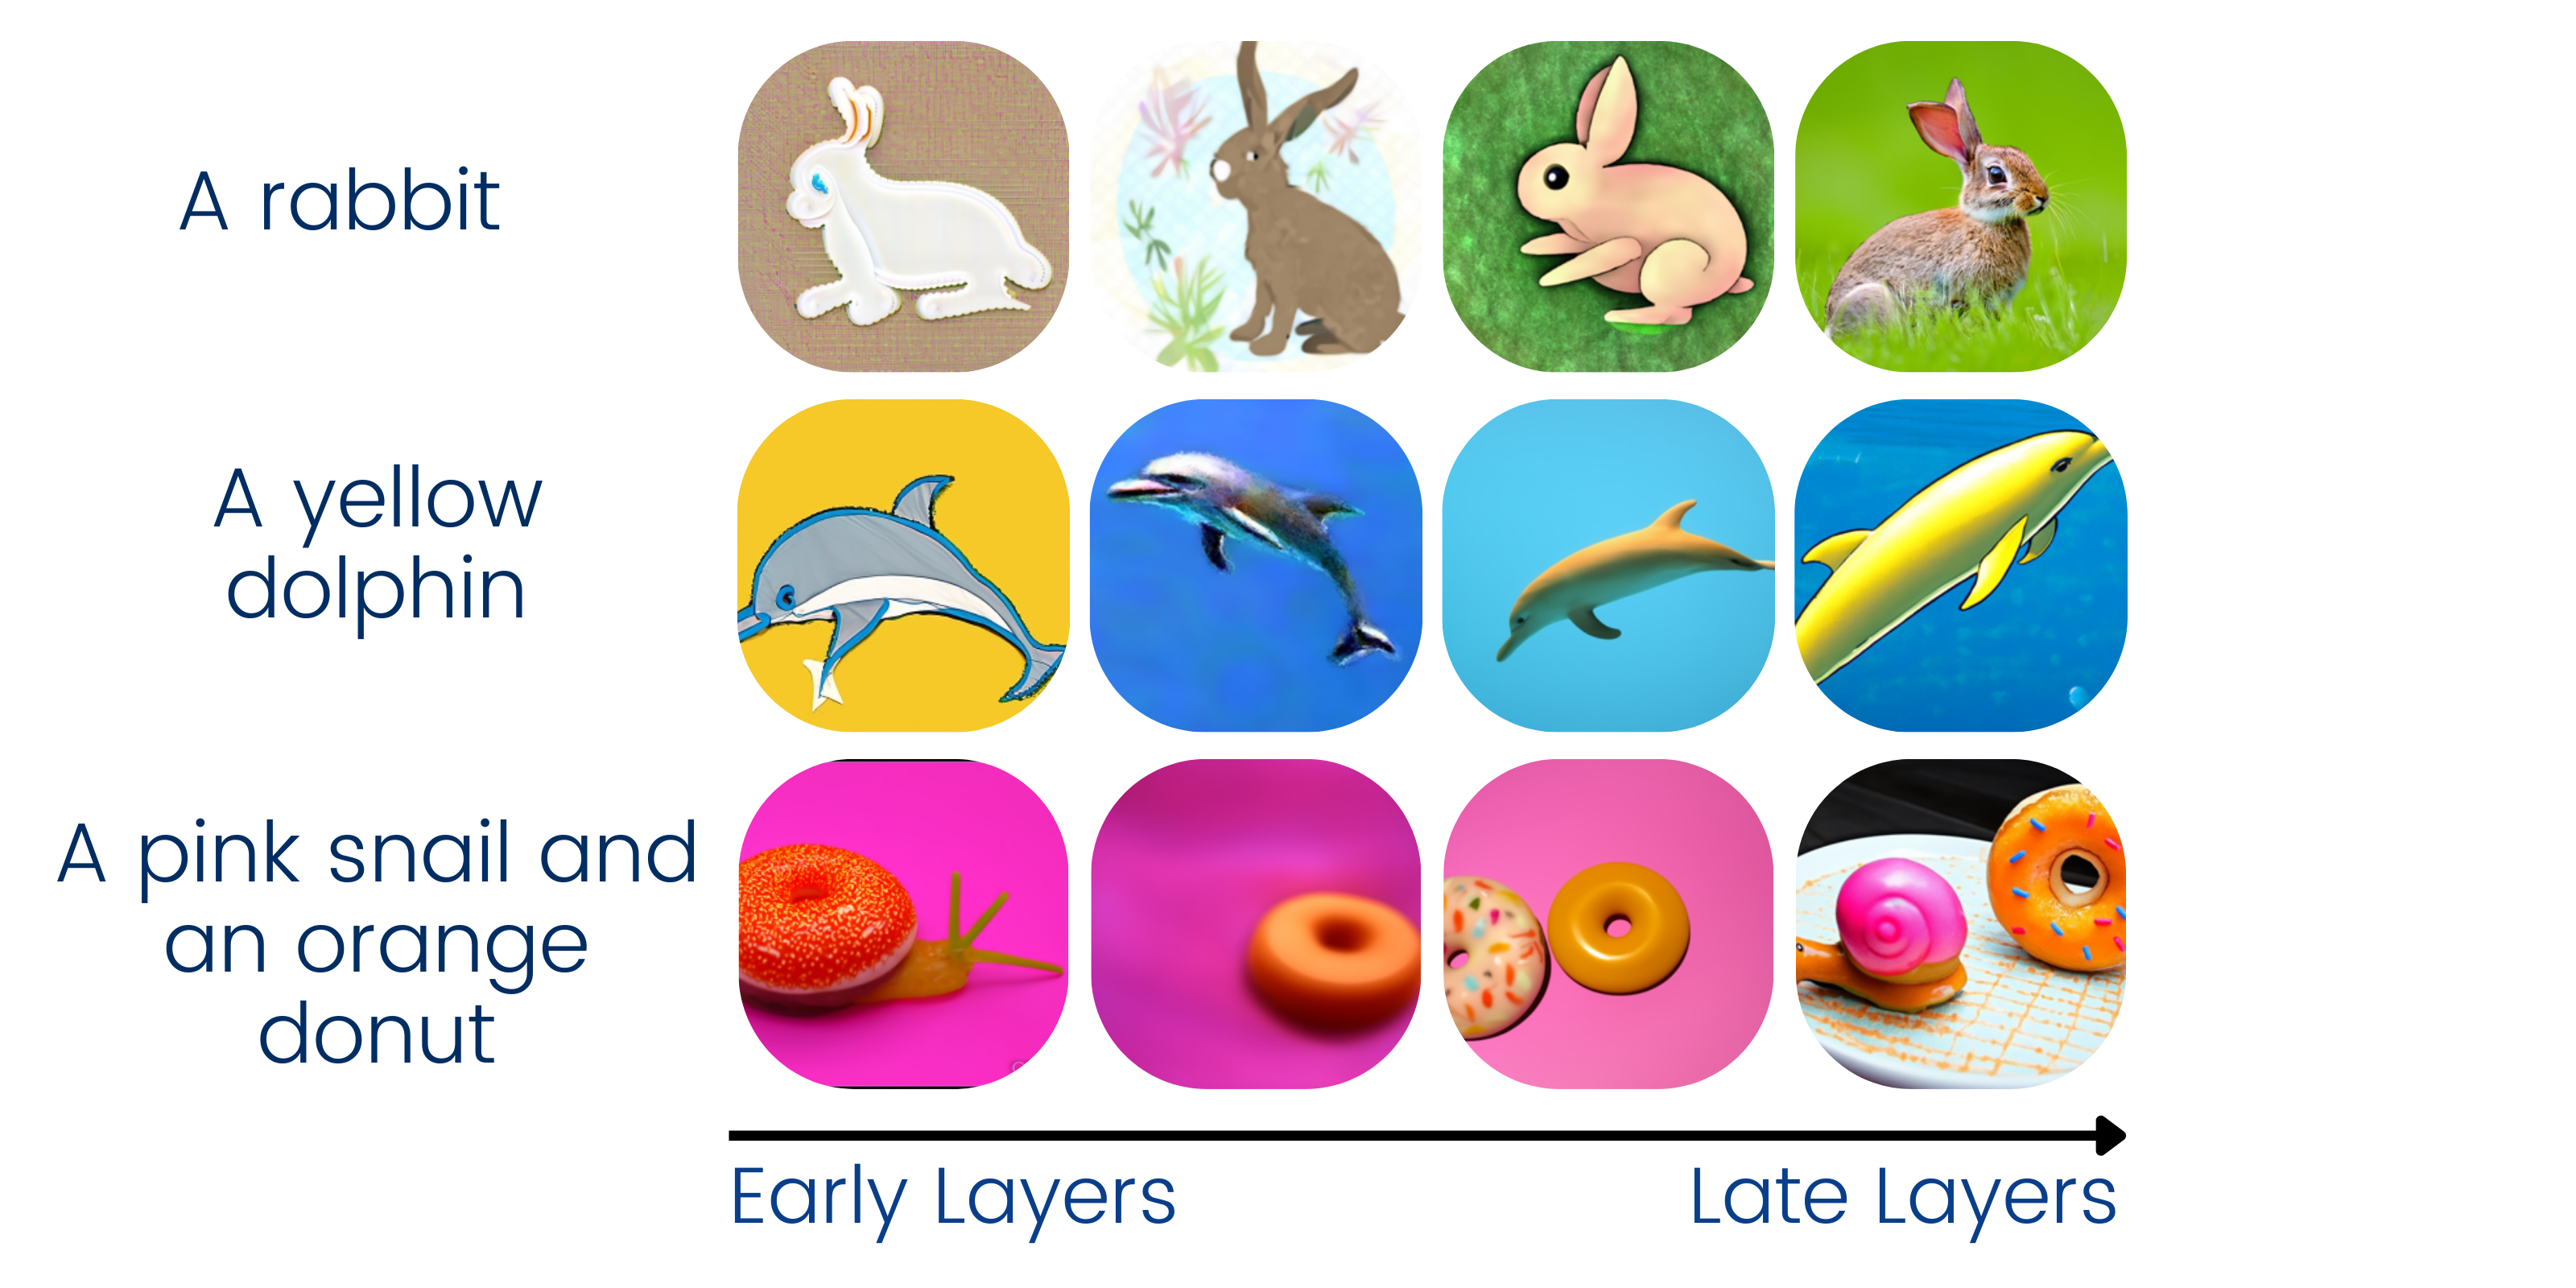 A rabbit
A yellow
dolphin
A pink snail and
an orange
donut
Early Layers
Late Layers